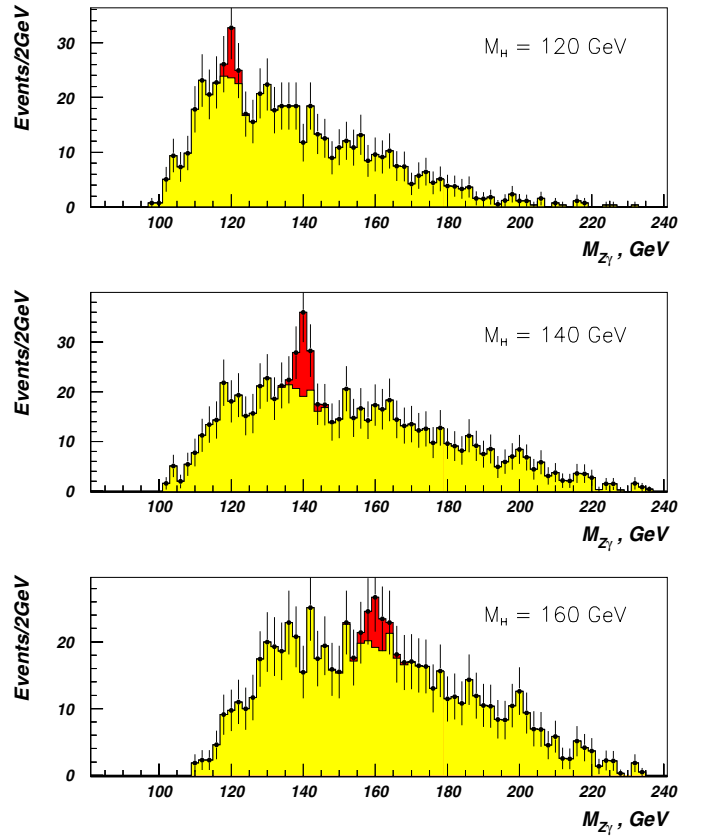 Events/2GeV
30
20
10
0
M_H = 120 GeV
100 120 140 160 180 200 220 240
M_Zγ , GeV
Events/2GeV
30
20
10
0
M_H = 140 GeV
100 120 140 160 180 200 220 240
M_Zγ , GeV
Events/2GeV
20
10
0
M_H = 160 GeV
100 120 140 160 180 200 220 240
M_Zγ , GeV